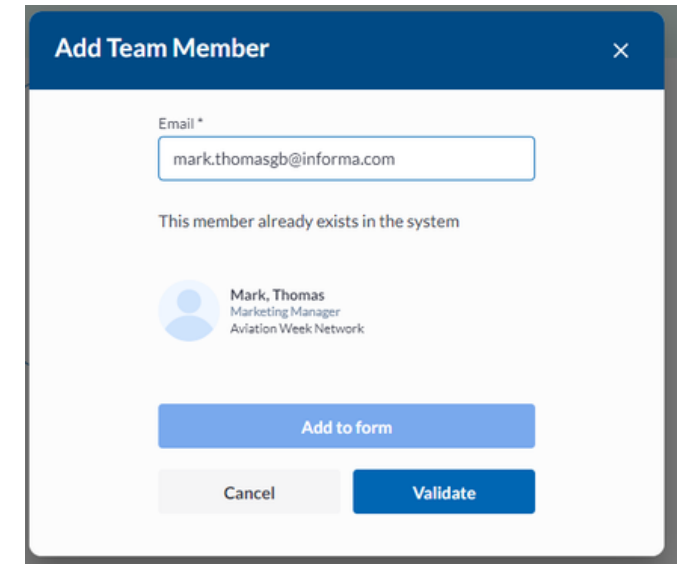 Add Team Member
Email *
mark.thomasgb@informa.com
This member already exists in the system
Mark, Thomas
Marketing Manager
Aviation Week Network
Add to form
Cancel
Validate